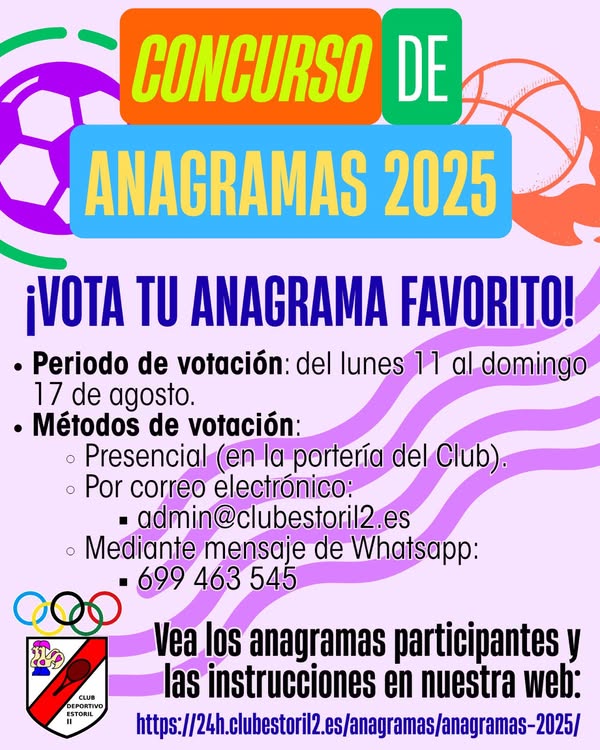 CONCURSO DE
ANAGRAMAS 2025
¡VOTA TU ANAGRAMA FAVORITO!
• Periodo de votación: del lunes 11 al domingo
17 de agosto.
• Métodos de votación:
○ Presencial (en la portería del Club).
○ Por correo electrónico:
▪ admin@clubestoril2.es
○ Mediante mensaje de Whatsapp:
▪ 699 463 545
CLUB
DEPORTIVO
ESTORIL
II
Vea los anagramas participantes y
las instrucciones en nuestra web:
https://24h.clubestoril2.es/anagramas/anagramas-2025/